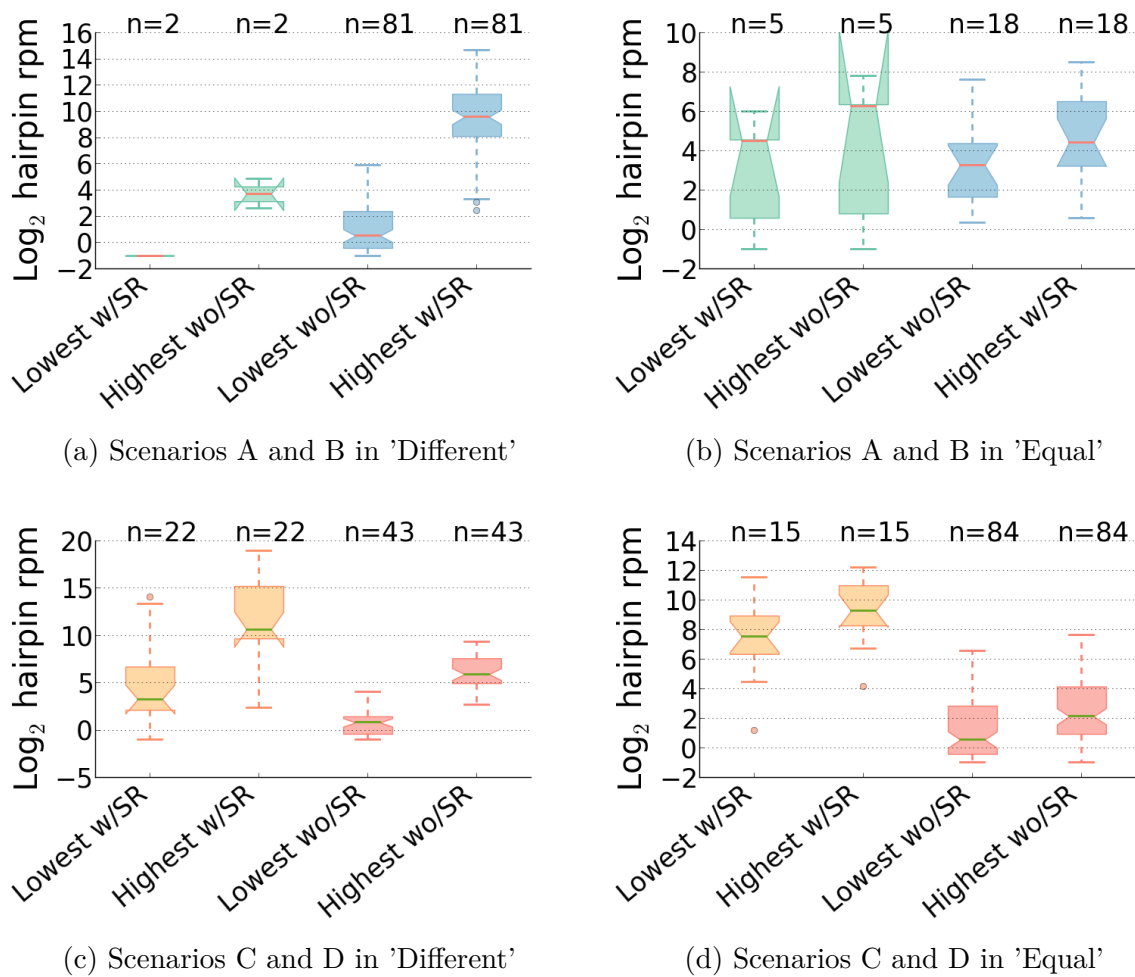 n=2 n=2 n=81 n=81
Log₂ hairpin rpm
16
14
12
10
8
6
4
2
0
−2
Lowest w/SR
Highest wo/SR
Lowest wo/SR
Highest w/SR
(a) Scenarios A and B in 'Different'
n=5 n=5 n=18 n=18
Log₂ hairpin rpm
10
8
6
4
2
0
−2
Lowest w/SR
Highest wo/SR
Lowest wo/SR
Highest w/SR
(b) Scenarios A and B in 'Equal'
n=22 n=22 n=43 n=43
Log₂ hairpin rpm
20
15
10
5
0
−5
Lowest w/SR
Highest w/SR
Lowest wo/SR
Highest wo/SR
(c) Scenarios C and D in 'Different'
n=15 n=15 n=84 n=84
Log₂ hairpin rpm
14
12
10
8
6
4
2
0
−2
Lowest w/SR
Highest w/SR
Lowest wo/SR
Highest wo/SR
(d) Scenarios C and D in 'Equal'